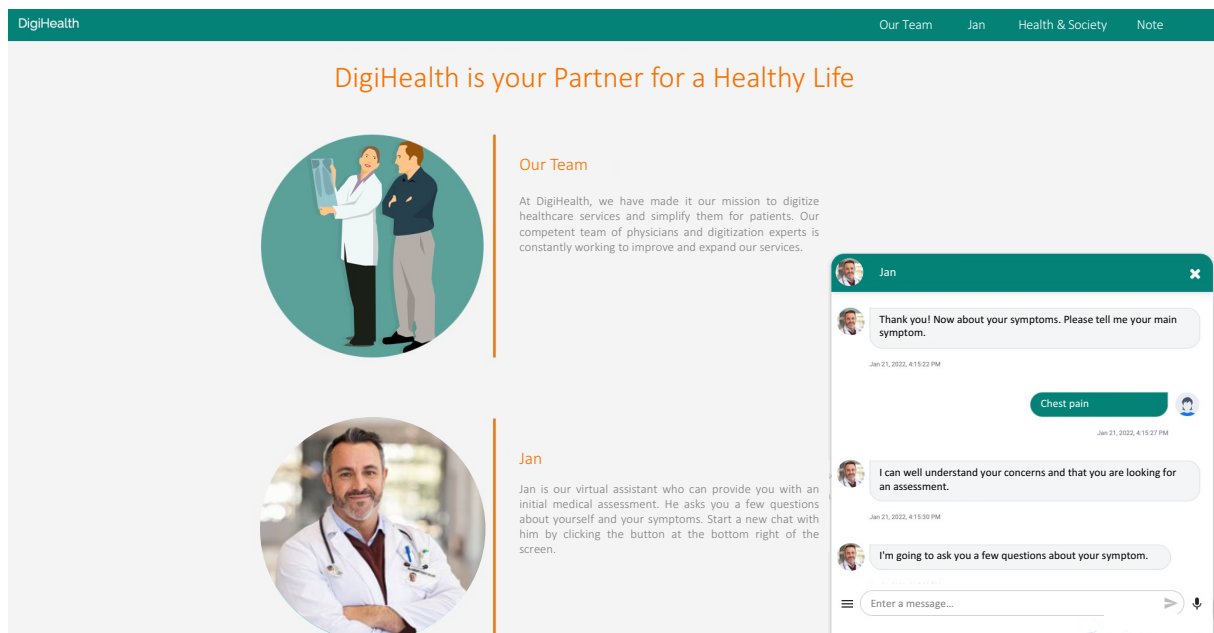 DigiHealth
Our Team
Jan
Health & Society
Note
DigiHealth is your Partner for a Healthy Life
Our Team
At DigiHealth, we have made it our mission to digitize
healthcare services and simplify them for patients. Our
competent team of physicians and digitization experts is
constantly working to improve and expand our services.
Jan
Jan is our virtual assistant who can provide you with an
initial medical assessment. He asks you a few questions
about yourself and your symptoms. Start a new chat with
him by clicking the button at the bottom right of the
screen.
Jan
Thank you! Now about your symptoms. Please tell me your main
symptom.
Jan 21, 2022, 4:15:22 PM
Chest pain
Jan 21, 2022, 4:15:27 PM
I can well understand your concerns and that you are looking for
an assessment.
Jan 21, 2022, 4:15:30 PM
I'm going to ask you a few questions about your symptom.
Enter a message...